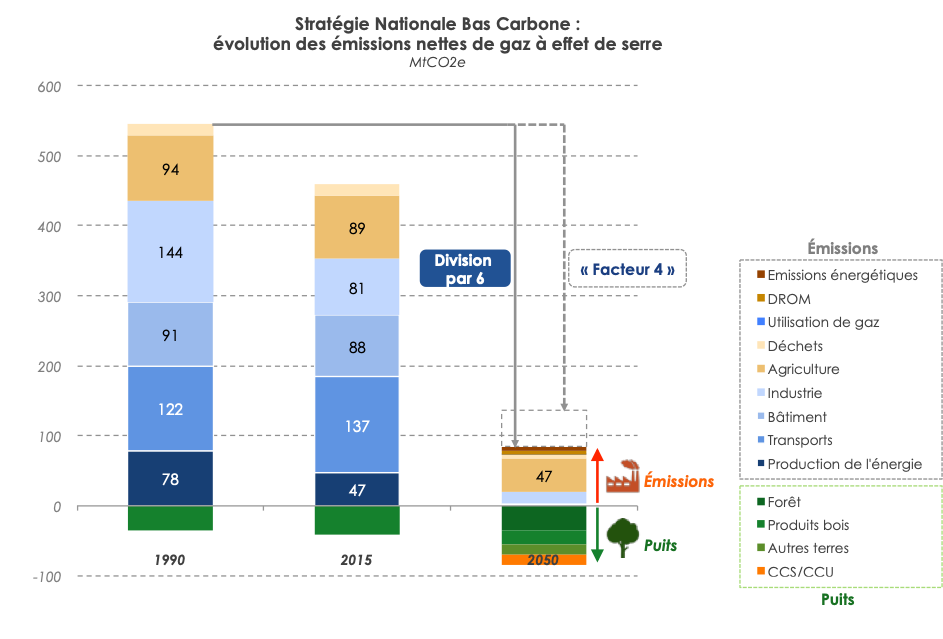 Stratégie Nationale Bas Carbone :
évolution des émissions nettes de gaz à effet de serre
MtCO2e
600
500
400
300
200
100
0
-100
94
144
91
122
78
89
81
88
137
47
47
1990
2015
2050
Division
par 6
« Facteur 4 »
Émissions
Puits
Émissions
Emissions énergétiques
DROM
Utilisation de gaz
Déchets
Agriculture
Industrie
Bâtiment
Transports
Production de l'énergie
Forêt
Produits bois
Autres terres
CCS/CCU
Puits